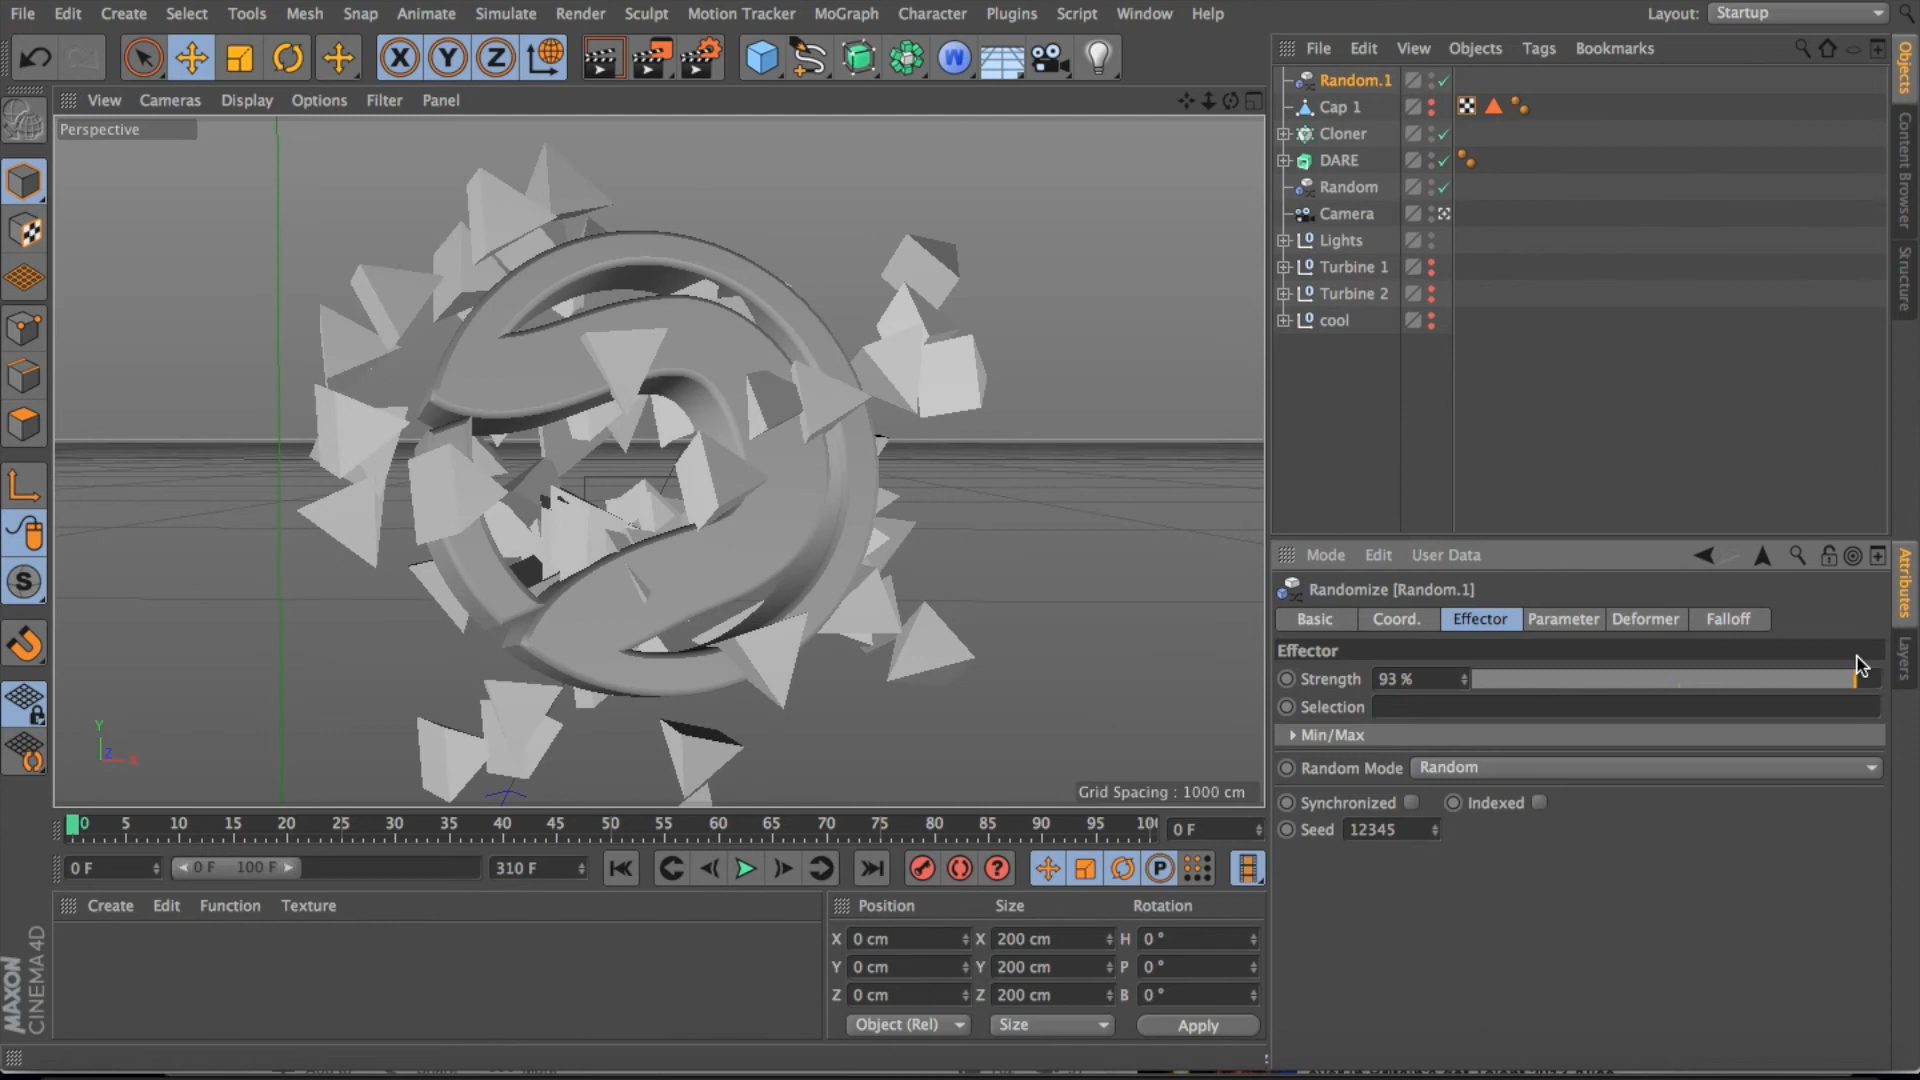 File Edit Create Select Tools Mesh Snap Animate Simulate Render Sculpt Motion Tracker MoGraph Character Plugins Script Window Help
Layout: Startup
X Y Z W
File Edit View Objects Tags Bookmarks
View Cameras Display Options Filter Panel
Perspective
Random.1
Cap 1
Cloner
DARE
Random
Camera
Lights
Turbine 1
Turbine 2
cool
Objects
Content Browser
Structure
S
Y
Z X
Grid Spacing : 1000 cm
Mode Edit User Data
Randomize [Random.1]
Basic Coord. Effector Parameter Deformer Falloff
Effector
Strength 93 %
Selection
Min/Max
Random Mode Random
Synchronized Indexed
Seed 12345
Attributes
Layers
0 5 10 15 20 25 30 35 40 45 50 55 60 65 70 75 80 85 90 95 0 F
0 F 0 F 100 F 310 F
? P
Create Edit Function Texture
Position Size Rotation
X 0 cm X 200 cm H 0 °
Y 0 cm Y 200 cm P 0 °
Z 0 cm Z 200 cm B 0 °
Object (Rel) Size Apply
MAXON
CINEMA 4D